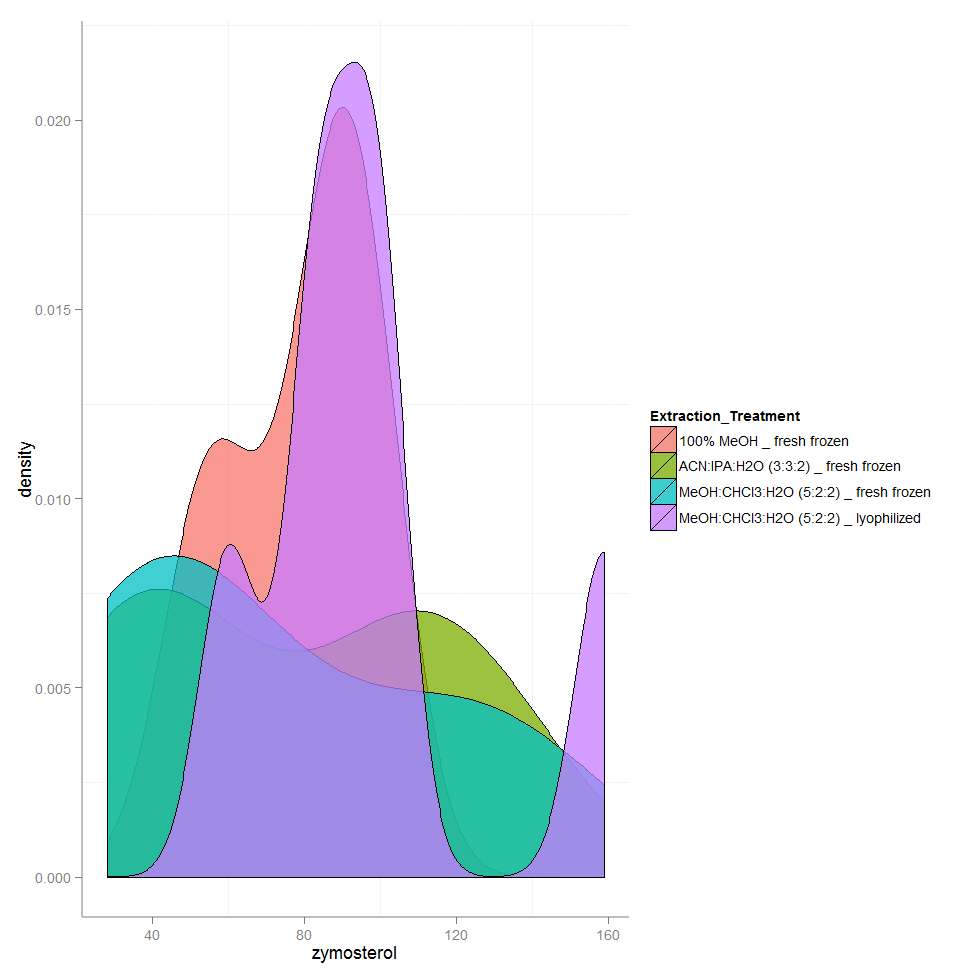 0.020
0.015
0.010
0.005
0.000
density
40
80
120
160
zymosterol
Extraction_Treatment
100% MeOH _ fresh frozen
ACN:IPA:H2O (3:3:2) _ fresh frozen
MeOH:CHCl3:H2O (5:2:2) _ fresh frozen
MeOH:CHCl3:H2O (5:2:2) _ lyophilized